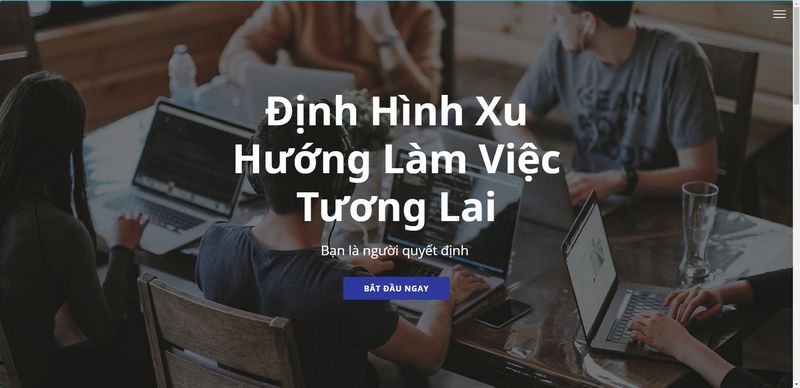 Định Hình Xu
Hướng Làm Việc
Tương Lai
Bạn là người quyết định
BẮT ĐẦU NGAY